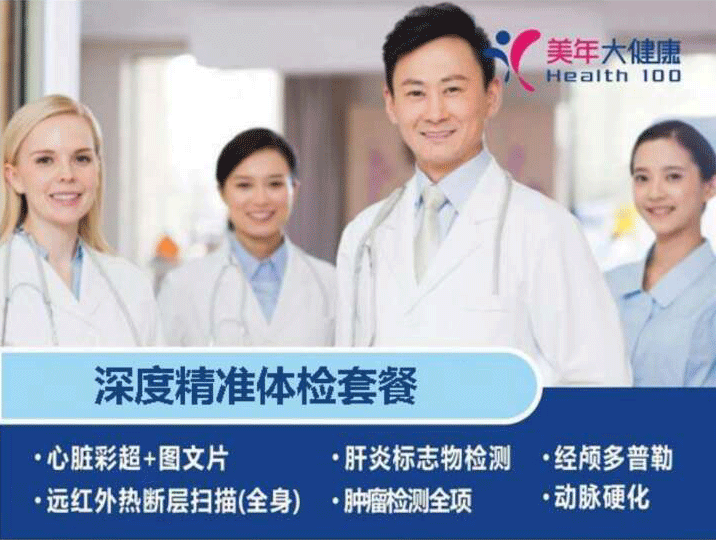 美年大健康
Health 100
深度精准体检套餐
·心脏彩超+图文片
·肝炎标志物检测
·经颅多普勒
·远红外热断层扫描(全身)
·肿瘤检测全项
·动脉硬化